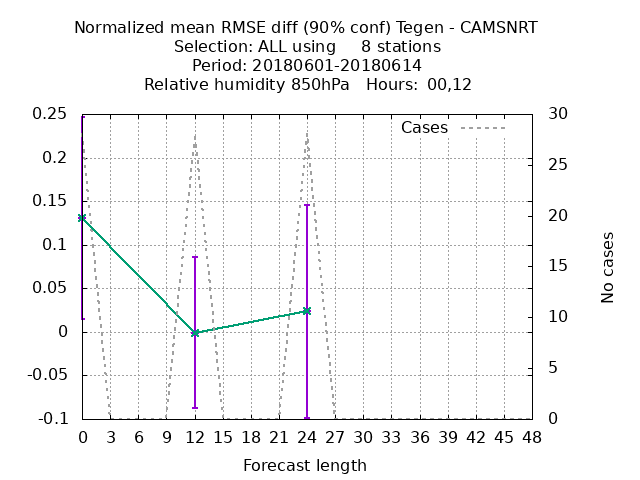 Normalized mean RMSE diff (90% conf) Tegen - CAMSNRT
Selection: ALL using     8 stations
Period: 20180601-20180614
Relative humidity 850hPa   Hours:  00,12
Cases
0.25
0.2
0.15
0.1
0.05
0
-0.05
-0.1
30
25
20
15
10
5
0
No cases
0 3 6 9 12 15 18 21 24 27 30 33 36 39 42 45 48
Forecast length